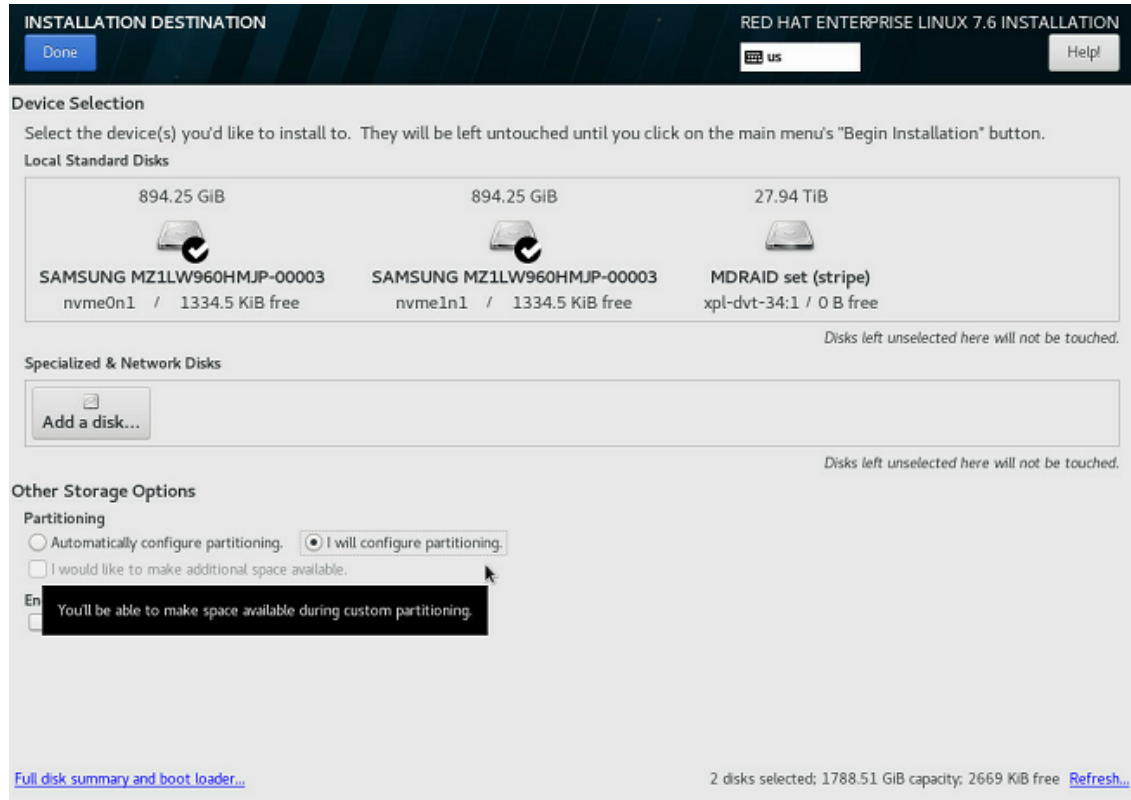 INSTALLATION DESTINATION
RED HAT ENTERPRISE LINUX 7.6 INSTALLATION
Done
us
Help!
Device Selection
Select the device(s) you'd like to install to. They will be left untouched until you click on the main menu's "Begin Installation" button.
Local Standard Disks
894.25 GiB
894.25 GiB
27.94 TiB
SAMSUNG MZ1LW960HMJP-00003
SAMSUNG MZ1LW960HMJP-00003
MDRAID set (stripe)
nvme0n1 / 1334.5 KiB free
nvme1n1 / 1334.5 KiB free
xpl-dvt-34:1 / 0 B free
Disks left unselected here will not be touched.
Specialized & Network Disks
Add a disk...
Disks left unselected here will not be touched.
Other Storage Options
Partitioning
Automatically configure partitioning. I will configure partitioning.
I would like to make additional space available.
En
You'll be able to make space available during custom partitioning.
Full disk summary and boot loader...
2 disks selected; 1788.51 GiB capacity; 2669 KiB free Refresh...